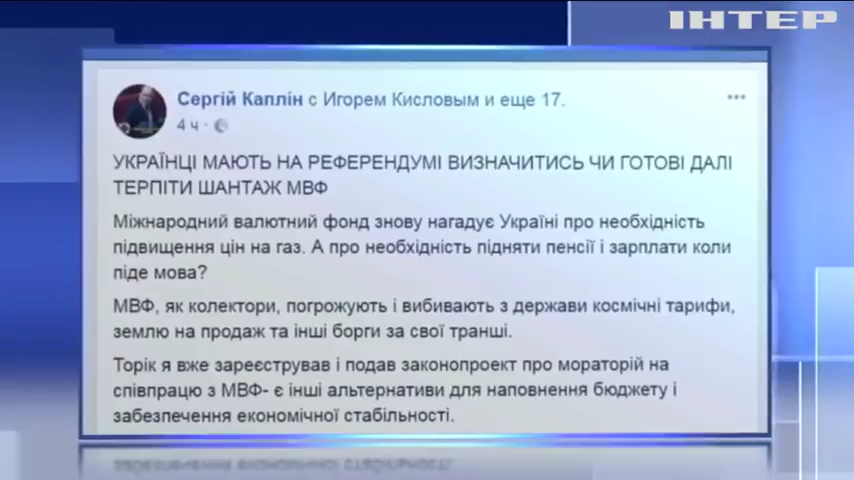 ІНТЕР
Сергій Каплін с Игорем Кисловым и еще 17.
4 ч ·
УКРАЇНЦІ МАЮТЬ НА РЕФЕРЕНДУМІ ВИЗНАЧИТИСЬ ЧИ ГОТОВІ ДАЛІ
ТЕРПІТИ ШАНТАЖ МВФ
Міжнародний валютний фонд знову нагадує Україні про необхідність
підвищення цін на газ. А про необхідність підняти пенсії і зарплати коли
піде мова?
МВФ, як колектори, погрожують і вибивають з держави космічні тарифи,
землю на продаж та інші борги за свої транші.
Торік я вже зареєстрував і подав законопроект про мораторій на
співпрацю з МВФ- є інші альтернативи для наповнення бюджету і
забезпечення економічної стабільності.